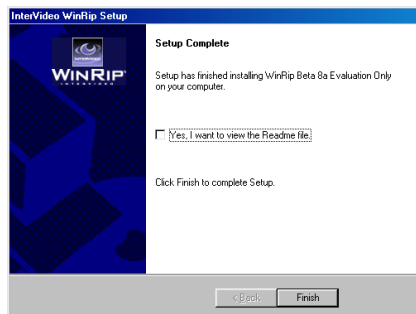 InterVideo WinRip Setup
WINRIP
INTERVIDEO
Setup Complete
Setup has finished installing WinRip Beta 8a Evaluation Only
on your computer.
Yes, I want to view the Readme file.
Click Finish to complete Setup.
< Back
Finish